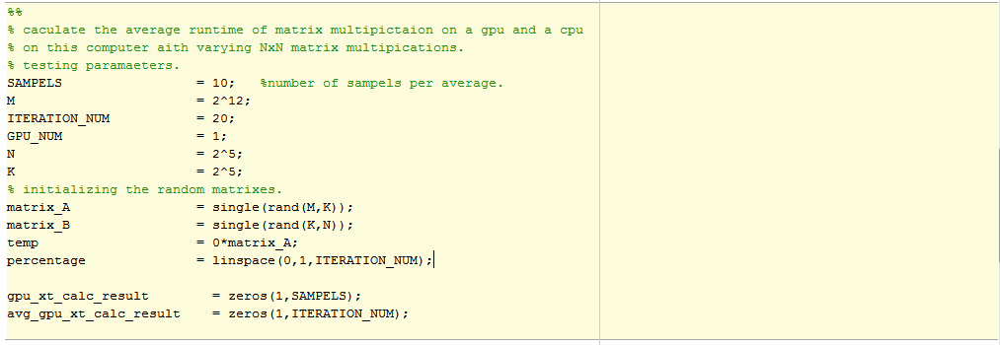 %%
% caculate the average runtime of matrix multipictaion on a gpu and a cpu
% on this computer aith varying NxN matrix multipications.
% testing paramaeters.
SAMPELS = 10; %number of sampels per average.
M = 2^12;
ITERATION_NUM = 20;
GPU_NUM = 1;
N = 2^5;
K = 2^5;
% initializing the random matrixes.
matrix_A = single(rand(M,K));
matrix_B = single(rand(K,N));
temp = 0*matrix_A;
percentage = linspace(0,1,ITERATION_NUM);
gpu_xt_calc_result = zeros(1,SAMPELS);
avg_gpu_xt_calc_result = zeros(1,ITERATION_NUM);